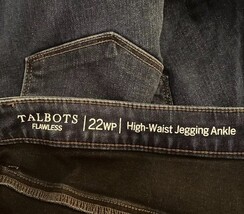 TALBOTS
FLAWLESS
22WP
High-Waist Jegging Ankle